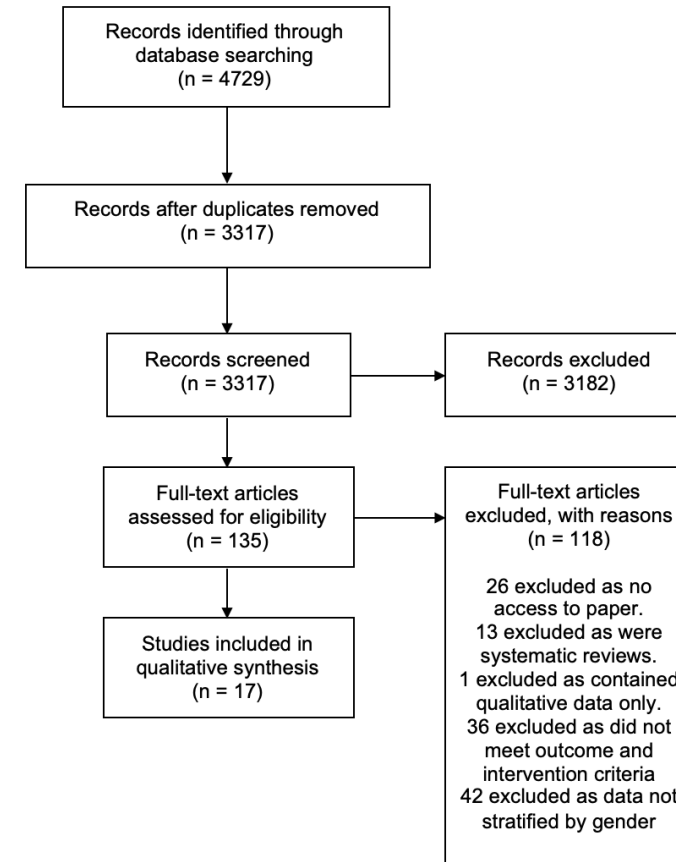 Records identified through
database searching
(n = 4729)
Records after duplicates removed
(n = 3317)
Records screened
(n = 3317)
Records excluded
(n = 3182)
Full-text articles
assessed for eligibility
(n = 135)
Full-text articles
excluded, with reasons
(n = 118)
26 excluded as no
access to paper.
13 excluded as were
systematic reviews.
1 excluded as contained
qualitative data only.
36 excluded as did not
meet outcome and
intervention criteria
42 excluded as data not
stratified by gender
Studies included in
qualitative synthesis
(n = 17)